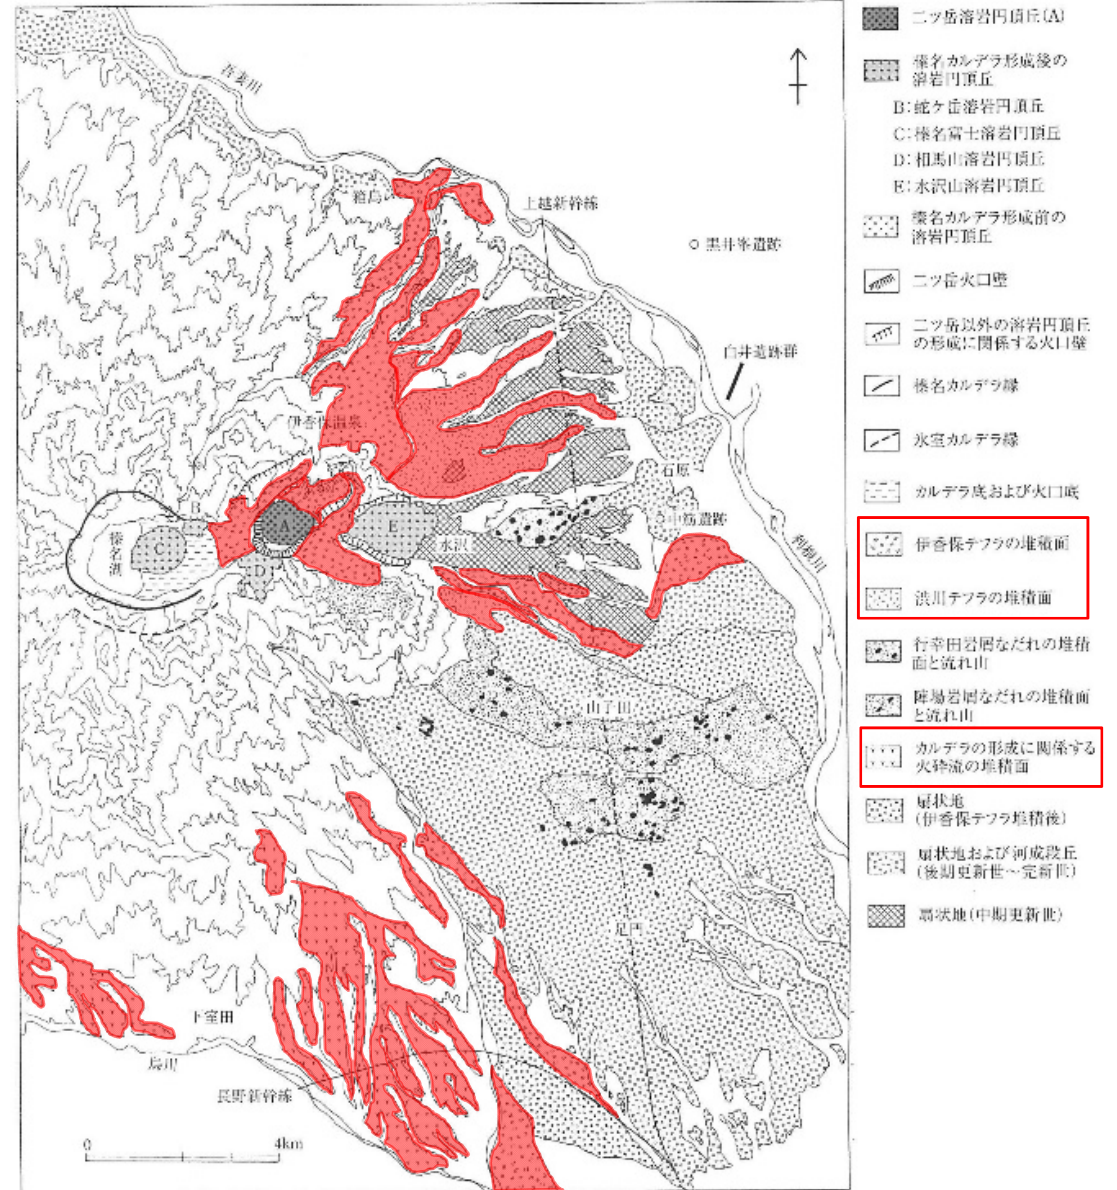 吾妻川
箱島
上越新幹線
黒井峯遺跡
白井遺跡群
伊香保温泉
石原
中筋遺跡
利根川
榛名湖
A
B
C
D
E
水沢
山子田
足門
下室田
烏川
長野新幹線
0
4km
二ツ岳溶岩円頂丘(A)
榛名カルデラ形成後の
溶岩円頂丘
B:蛇ケ岳溶岩円頂丘
C:榛名富士溶岩円頂丘
D:相馬山溶岩円頂丘
E:水沢山溶岩円頂丘
榛名カルデラ形成前の
溶岩円頂丘
二ツ岳火口壁
二ツ岳以外の溶岩円頂丘
の形成に関係する火口壁
榛名カルデラ縁
氷室カルデラ縁
カルデラ底および火口底
伊香保テフラの堆積面
渋川テフラの堆積面
行幸田岩屑なだれの堆積
面と流れ山
陣場岩屑なだれの堆積面
と流れ山
カルデラの形成に関係する
火砕流の堆積面
扇状地
(伊香保テフラ堆積後)
扇状地および河成段丘
(後期更新世〜完新世)
扇状地(中期更新世)